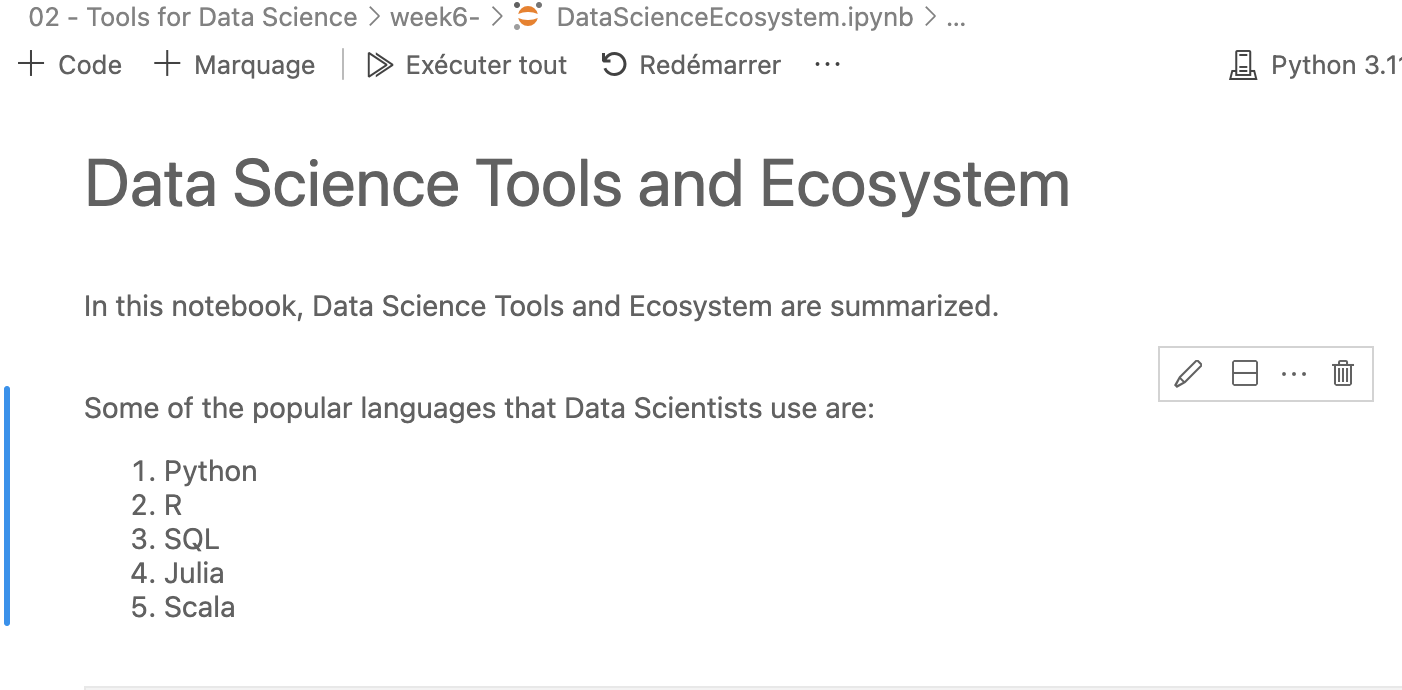 02 - Tools for Data Science > week6- > DataScienceEcosystem.ipynb > ...
+ Code + Marquage Exécuter tout Redémarrer ... Python 3.1
Data Science Tools and Ecosystem
In this notebook, Data Science Tools and Ecosystem are summarized.
Some of the popular languages that Data Scientists use are:
1. Python
2. R
3. SQL
4. Julia
5. Scala